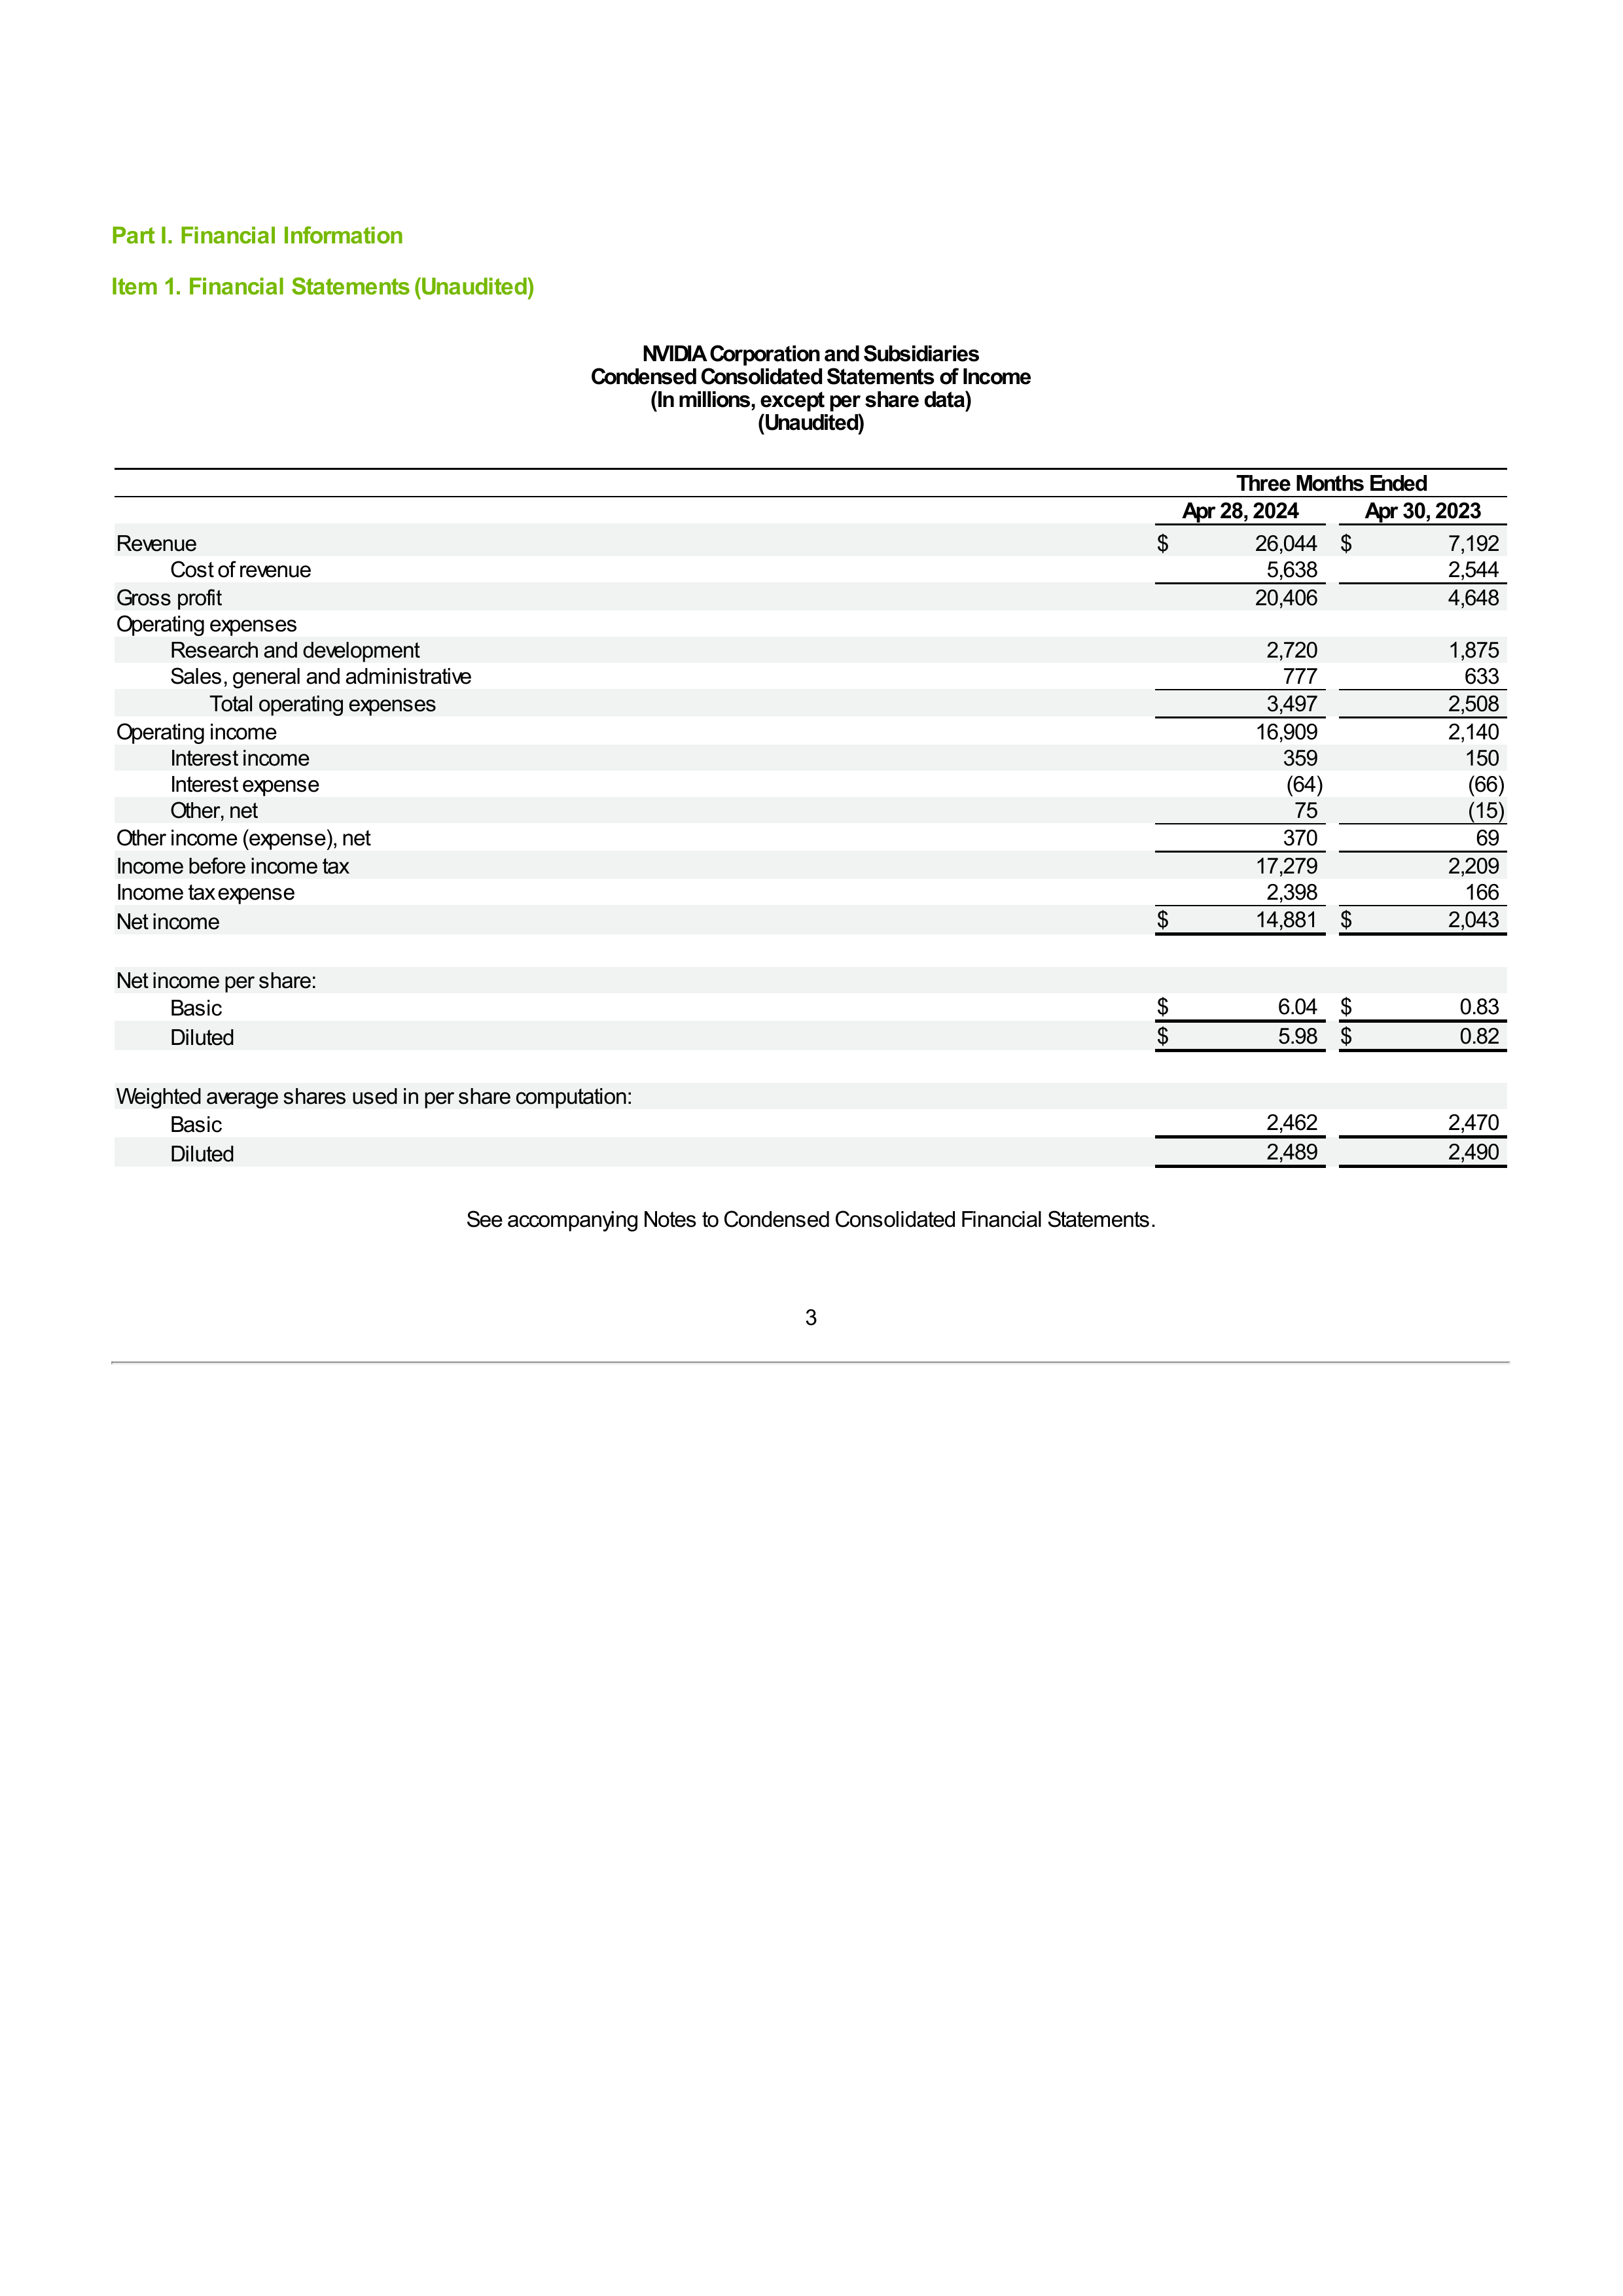 Part I. Financial Information
Item 1. Financial Statements (Unaudited)
NVIDIA Corporation and Subsidiaries
Condensed Consolidated Statements of Income
(In millions, except per share data)
(Unaudited)
Three Months Ended
Apr 28, 2024 Apr 30, 2023
Revenue $ 26,044 $ 7,192
Cost of revenue 5,638 2,544
Gross profit 20,406 4,648
Operating expenses
Research and development 2,720 1,875
Sales, general and administrative 777 633
Total operating expenses 3,497 2,508
Operating income 16,909 2,140
Interest income 359 150
Interest expense (64) (66)
Other, net 75 (15)
Other income (expense), net 370 69
Income before income tax 17,279 2,209
Income tax expense 2,398 166
Net income $ 14,881 $ 2,043
Net income per share:
Basic $ 6.04 $ 0.83
Diluted $ 5.98 $ 0.82
Weighted average shares used in per share computation:
Basic 2,462 2,470
Diluted 2,489 2,490
See accompanying Notes to Condensed Consolidated Financial Statements.
3